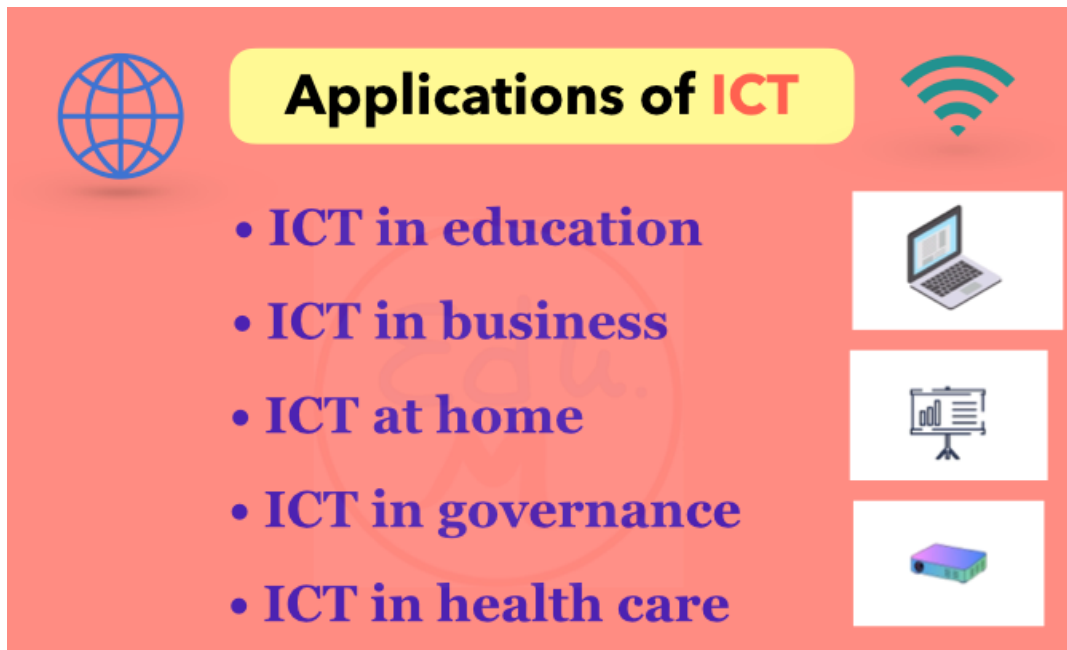 Applications of ICT
• ICT in education
• ICT in business
• ICT at home
• ICT in governance
• ICT in health care
Edu.
M